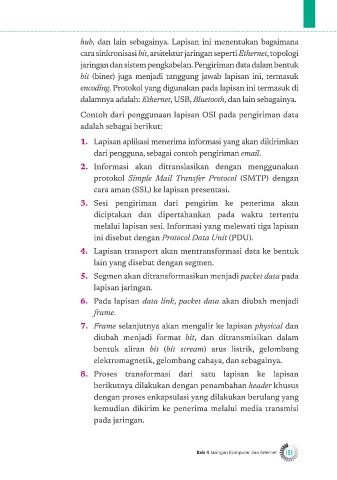 hub, dan lain sebagainya. Lapisan ini menentukan bagaimana
cara sinkronisasi bit, arsitektur jaringan seperti Ethernet, topologi
jaringan dan sistem pengkabelan. Pengiriman data dalam bentuk
bit (biner) juga menjadi tanggung jawab lapisan ini, termasuk
encoding. Protokol yang digunakan pada lapisan ini termasuk di
dalamnya adalah: Ethernet, USB, Bluetooth, dan lain sebagainya.
Contoh dari penggunaan lapisan OSI pada pengiriman data
adalah sebagai berikut:
1. Lapisan aplikasi menerima informasi yang akan dikirimkan
dari pengguna, sebagai contoh pengiriman email.
2. Informasi akan ditranslasikan dengan menggunakan
protokol Simple Mail Transfer Protocol (SMTP) dengan
cara aman (SSL) ke lapisan presentasi.
3. Sesi pengiriman dari pengirim ke penerima akan
diciptakan dan dipertahankan pada waktu tertentu
melalui lapisan sesi. Informasi yang melewati tiga lapisan
ini disebut dengan Protocol Data Unit (PDU).
4. Lapisan transport akan mentransformasi data ke bentuk
lain yang disebut dengan segmen.
5. Segmen akan ditransformasikan menjadi packet data pada
lapisan jaringan.
6. Pada lapisan data link, packet data akan diubah menjadi
frame.
7. Frame selanjutnya akan mengalir ke lapisan physical dan
diubah menjadi format bit, dan ditransmisikan dalam
bentuk aliran bit (bit stream) arus listrik, gelombang
elektromagnetik, gelombang cahaya, dan sebagainya.
8. Proses transformasi dari satu lapisan ke lapisan
berikutnya dilakukan dengan penambahan header khusus
dengan proses enkapsulasi yang dilakukan berulang yang
kemudian dikirim ke penerima melalui media transmisi
pada jaringan.
Bab 4 Jaringan Komputer dan Internet 151